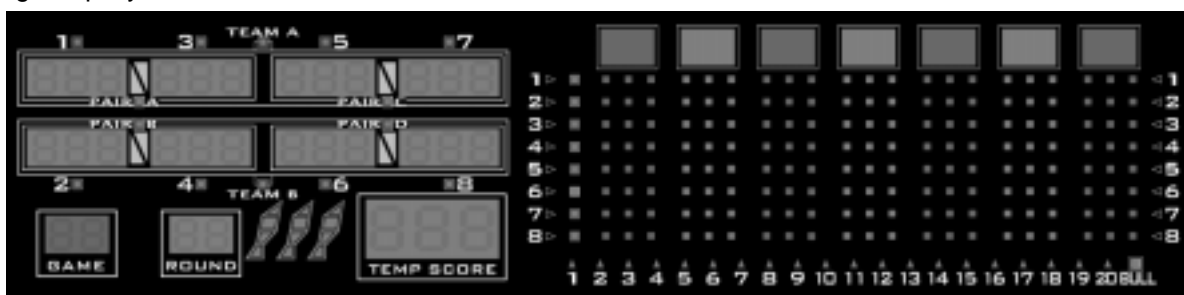 TEAM A
1 3 5 7
PAIR A PAIR C
PAIR B PAIR D
2 4 6 8
TEAM B
GAME ROUND TEMP SCORE
1 1
2 2
3 3
4 4
5 5
6 6
7 7
8 8
1 2 3 4 5 6 7 8 9 10 11 12 13 14 15 16 17 18 19 20 BULL